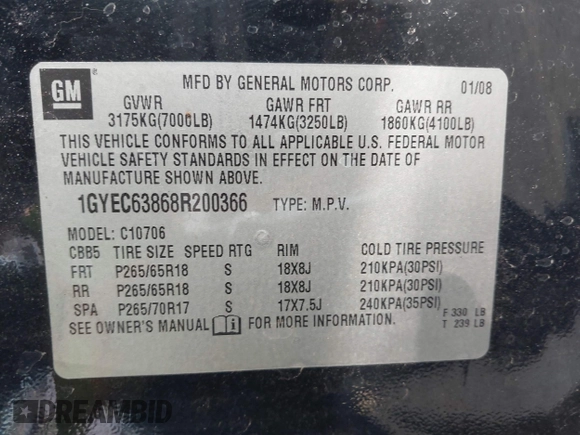 GM
MFD BY GENERAL MOTORS CORP. 01/08
GVWR GAWR FRT GAWR RR
3175KG(7000LB) 1474KG(3250LB) 1860KG(4100LB)
THIS VEHICLE CONFORMS TO ALL APPLICABLE U.S. FEDERAL MOTOR
VEHICLE SAFETY STANDARDS IN EFFECT ON THE DATE OF
MANUFACTURE SHOWN ABOVE.
1GYEC63868R200366 TYPE: M.P.V.
MODEL: C10706
CBB5 TIRE SIZE SPEED RTG RIM COLD TIRE PRESSURE
FRT P265/65R18 S 18X8J 210KPA(30PSI)
RR P265/65R18 S 18X8J 210KPA(30PSI)
SPA P265/70R17 S 17X7.5J 240KPA(35PSI)
F 330 LB
SEE OWNER'S MANUAL i FOR MORE INFORMATION. T 239 LB
DREAMBID